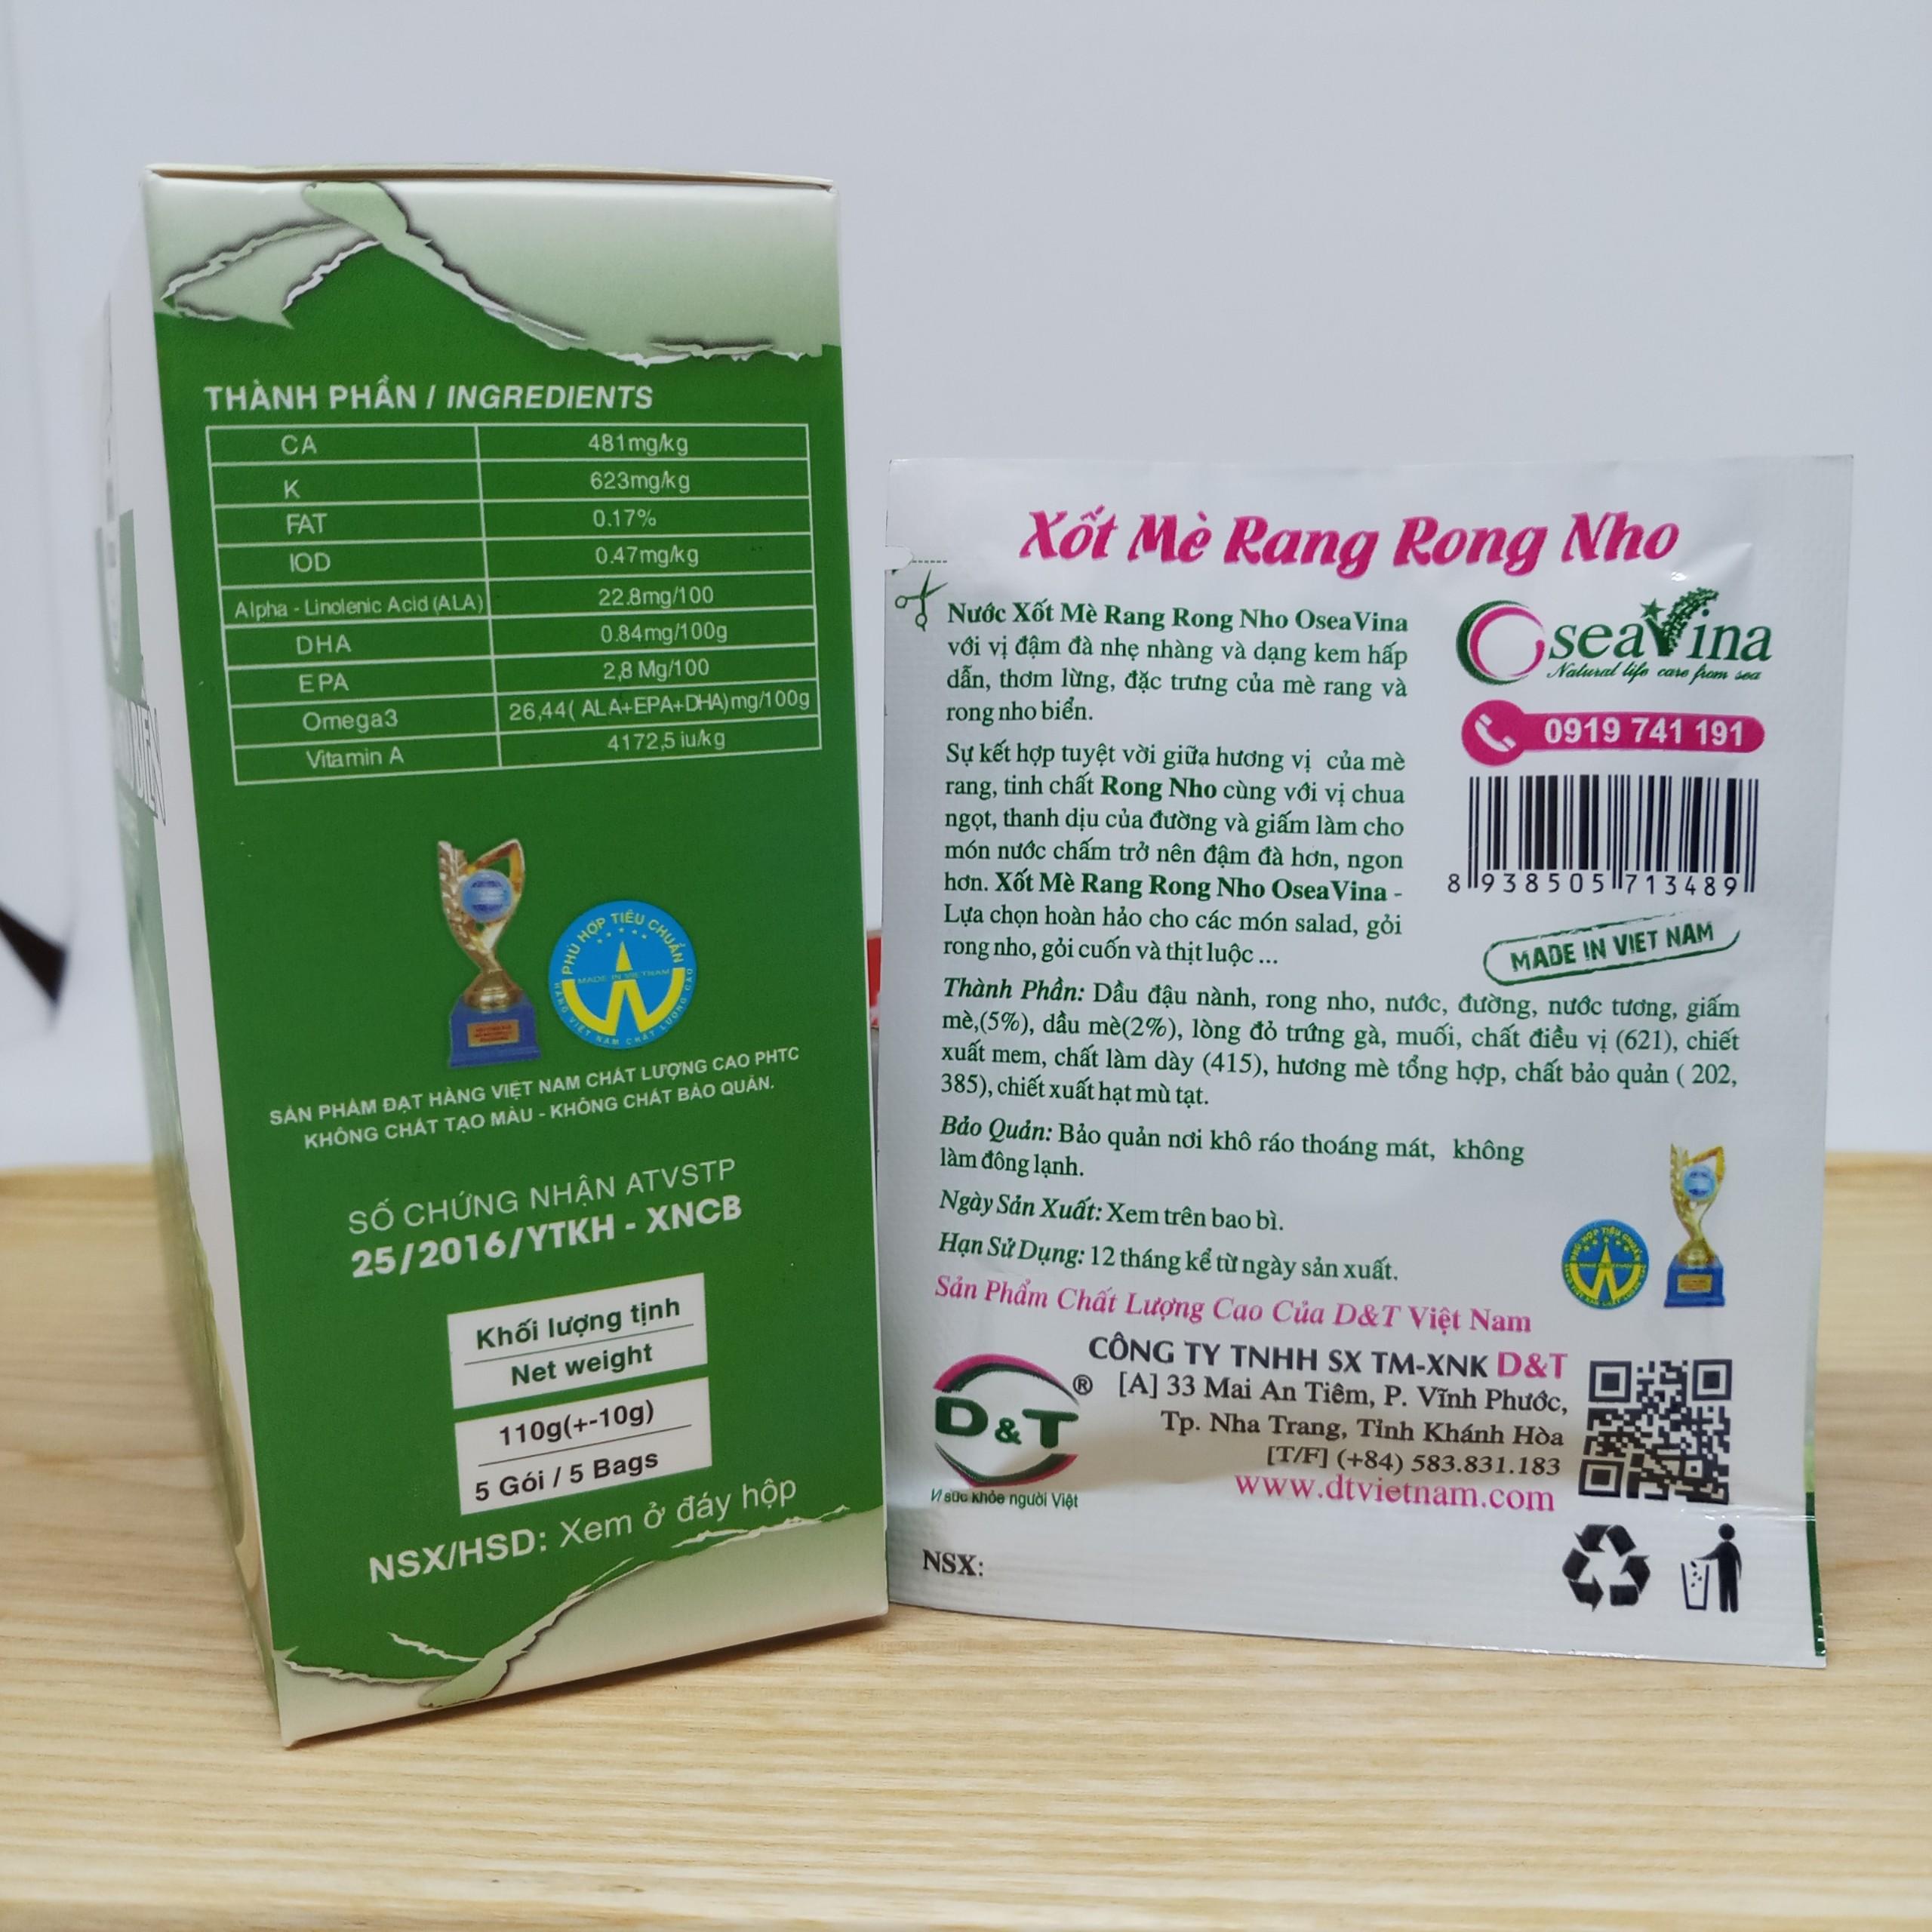 THÀNH PHẦN / INGREDIENTS
CA 481mg/kg
K 623mg/kg
FAT 0.17%
IOD 0.47mg/kg
Alpha - Linolenic Acid (ALA) 22.8mg/100
DHA 0.84mg/100g
EPA 2,8 Mg/100
Omega3 26,44( ALA+EPA+DHA)mg/100g
Vitamin A 4172,5 iu/kg
PHÙ HỢP TIÊU CHUẨN
MADE IN VIETNAM
HÀNG VIỆT NAM CHẤT LƯỢNG CAO
SẢN PHẨM ĐẠT HÀNG VIỆT NAM CHẤT LƯỢNG CAO PHTC
KHÔNG CHẤT TẠO MÀU - KHÔNG CHẤT BẢO QUẢN.
SỐ CHỨNG NHẬN ATVSTP
25/2016/YTKH - XNCB
Khối lượng tịnh
Net weight
110g(+-10g)
5 Gói / 5 Bags
NSX/HSD: Xem ở đáy hộp
Xốt Mè Rang Rong Nho
Nước Xốt Mè Rang Rong Nho OseaVina
với vị đậm đà nhẹ nhàng và dạng kem hấp
dẫn, thơm lừng, đặc trưng của mè rang và
rong nho biển.
Sự kết hợp tuyệt vời giữa hương vị của mè
rang, tinh chất Rong Nho cùng với vị chua
ngọt, thanh dịu của đường và giấm làm cho
món nước chấm trở nên đậm đà hơn, ngon
hơn. Xốt Mè Rang Rong Nho OseaVina -
Lựa chọn hoàn hảo cho các món salad, gỏi
rong nho, gỏi cuốn và thịt luộc ...
OseaVina
Natural life care from sea
0919 741 191
8 938505 713489
MADE IN VIET NAM
Thành Phần: Dầu đậu nành, rong nho, nước, đường, nước tương, giấm
mè,(5%), dầu mè(2%), lòng đỏ trứng gà, muối, chất điều vị (621), chiết
xuất mem, chất làm dày (415), hương mè tổng hợp, chất bảo quản ( 202,
385), chiết xuất hạt mù tạt.
Bảo Quản: Bảo quản nơi khô ráo thoáng mát, không
làm đông lạnh.
Ngày Sản Xuất: Xem trên bao bì.
Hạn Sử Dụng: 12 tháng kể từ ngày sản xuất.
PHÙ HỢP TIÊU CHUẨN
Sản Phẩm Chất Lượng Cao Của D&T Việt Nam
CÔNG TY TNHH SX TM-XNK D&T
[A] 33 Mai An Tiêm, P. Vĩnh Phước,
Tp. Nha Trang, Tỉnh Khánh Hòa
[T/F] (+84) 583.831.183
www.dtvietnam.com
D&T ®
Vì sức khỏe người Việt
NSX: